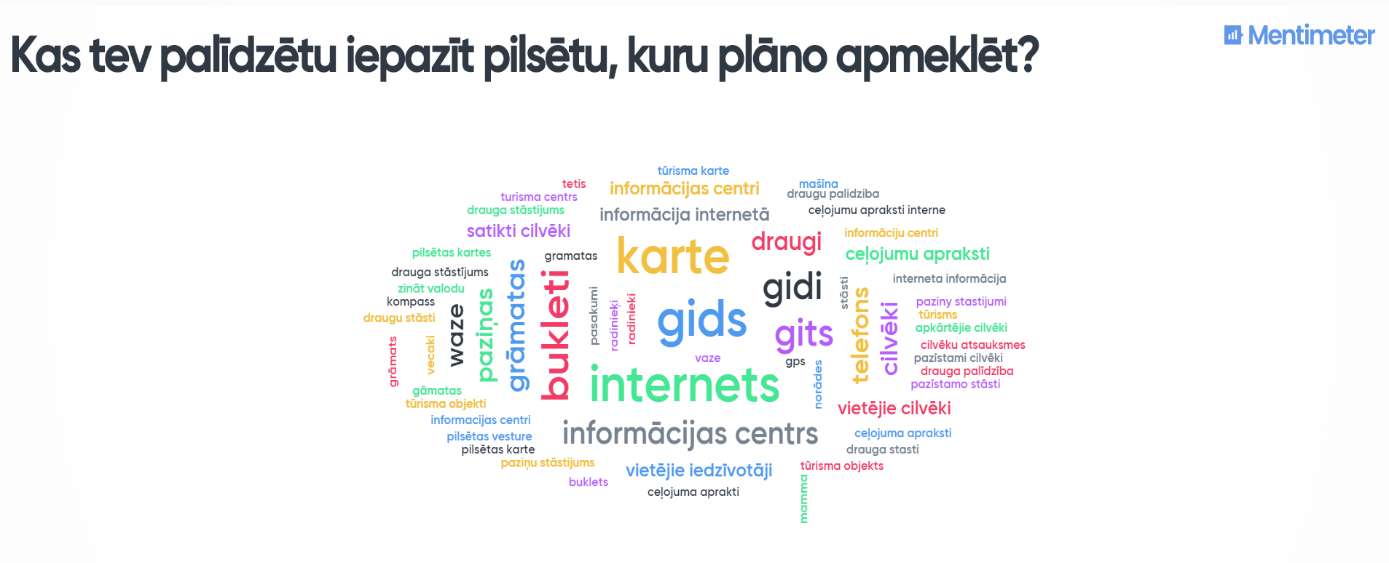 Kas tev palīdzētu iepazīt pilsētu, kuru plāno apmeklēt?
Mentimeter
tūrisma karte
tetis
informācijas centri
mašīna
turisma centrs
draugu palidziba
drauga stāstijums
informācija internetā
ceļojumu apraksti interne
satikti cilvēki
karte
draugi
informāciju centri
pilsētas kartes
gramatas
ceļojumu apraksti
drauga stāstījums
grāmatas
bukleti
gidi
stāsti
interneta informācija
zināt valodu
kompass
waze
paziņas
pasakumi
radinieķi
radinieki
gids
gits
telefons
cilvēki
paziny stastijumi
tūrisms
draugu stāsti
apkārtējie cilvēki
grāmats
vecaki
vaze
gps
norādes
cilvēku atsauksmes
pazīstami cilvēki
drauga palīdzība
pazīstamo stāsti
gāmatas
internets
tūrisma objekti
vietējie cilvēki
informacijas centri
informācijas centrs
pilsētas vesture
ceļojuma apraksti
pilsētas karte
drauga stasti
paziņu stāstijums
vietējie iedzīvotāji
tūrisma objekts
buklets
ceļojuma aprakti
mamma